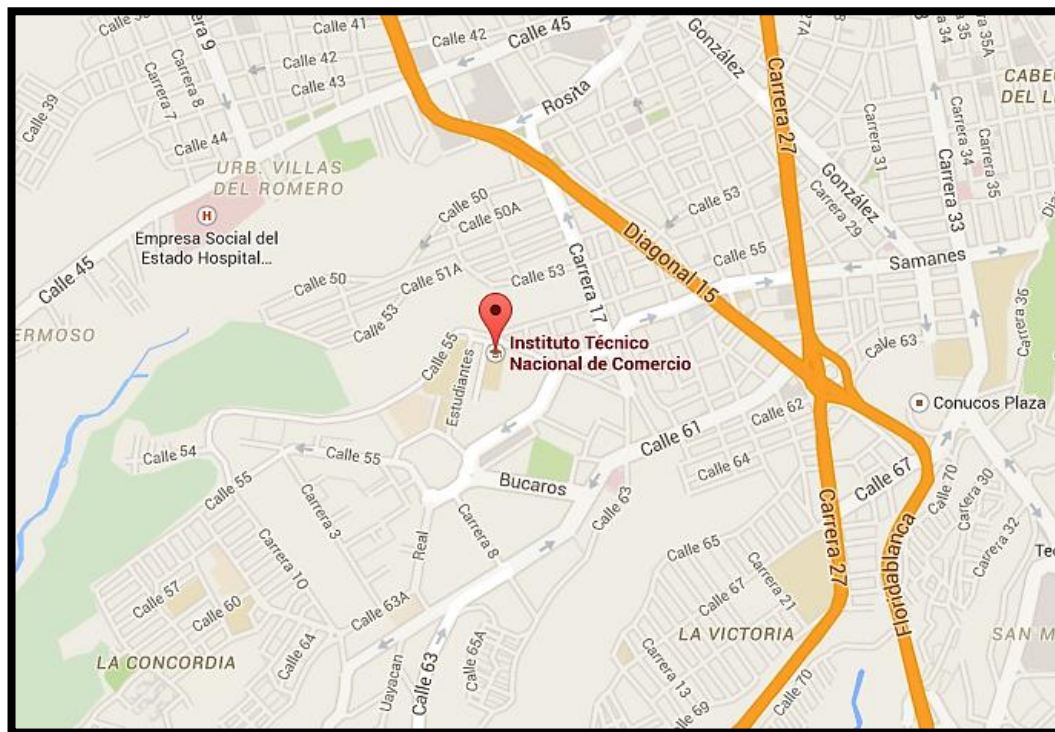 Calle 41
Calle 42
Calle 45
González
Carrera 9
Calle 42
Calle 43
Carrera 8
Carrera 7
Calle 39
Calle 44
Rosita
Carrera 27
Carrera 31
Carrera 33
Carrera 34
Carrera 35
Carrera 35A
URB. VILLAS
DEL ROMERO
Empresa Social del
Estado Hospital...
Calle 45
Calle 50
Calle 50A
Calle 53
González
Carrera 29
Diagonal 15
Calle 55
Samanes
Carrera 17
Calle 50
Calle 51A
Calle 53
Calle 53
Carrera 36
Instituto Técnico
Nacional de Comercio
Calle 55
Estudiantes
Calle 63
Conucos Plaza
Calle 62
Calle 61
Calle 64
Calle 67
Calle 70
Carrera 30
Carrera 32
Calle 54
Calle 55
Calle 55
Bucaros
Calle 63
Carrera 3
Real
Carrera 8
Carrera 27
Floridablanca
Calle 65
Calle 67
Carrera 21
Carrera 10
Calle 57
Calle 60
Calle 63A
Calle 64
LA CONCORDIA
Uayacan
Calle 63
Calle 65A
LA VICTORIA
Carrera 13
Calle 70